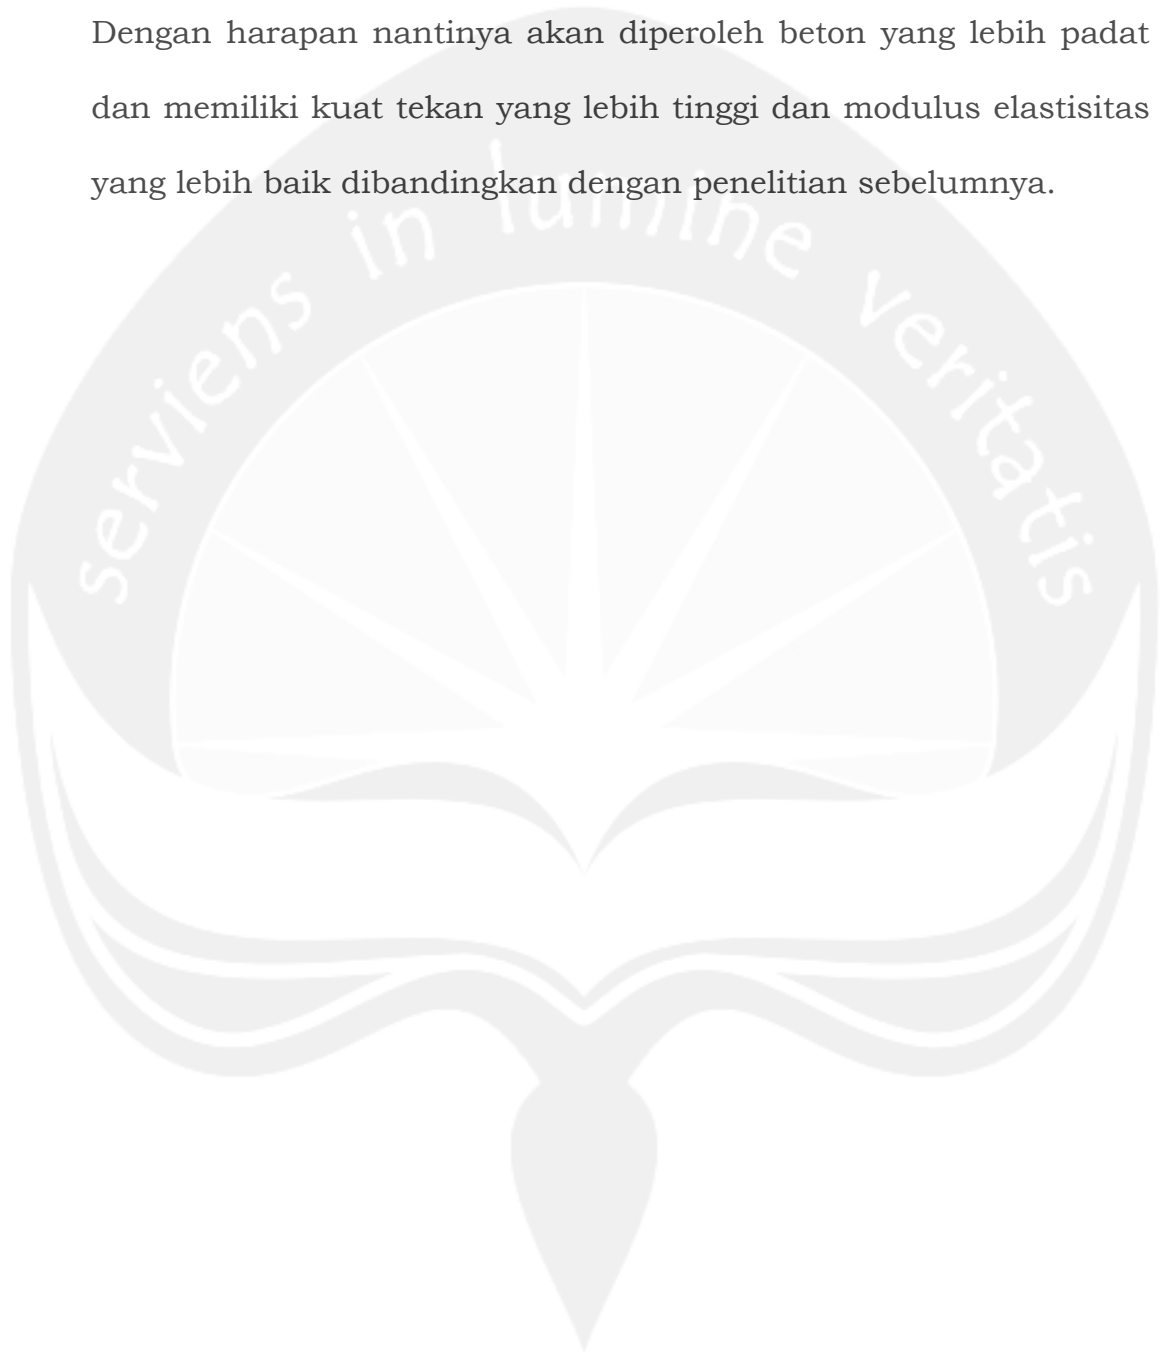 Dengan harapan nantinya akan diperoleh beton yang lebih padat
dan memiliki kuat tekan yang lebih tinggi dan modulus elastisitas
yang lebih baik dibandingkan dengan penelitian sebelumnya.
serviens in lumine veritatis